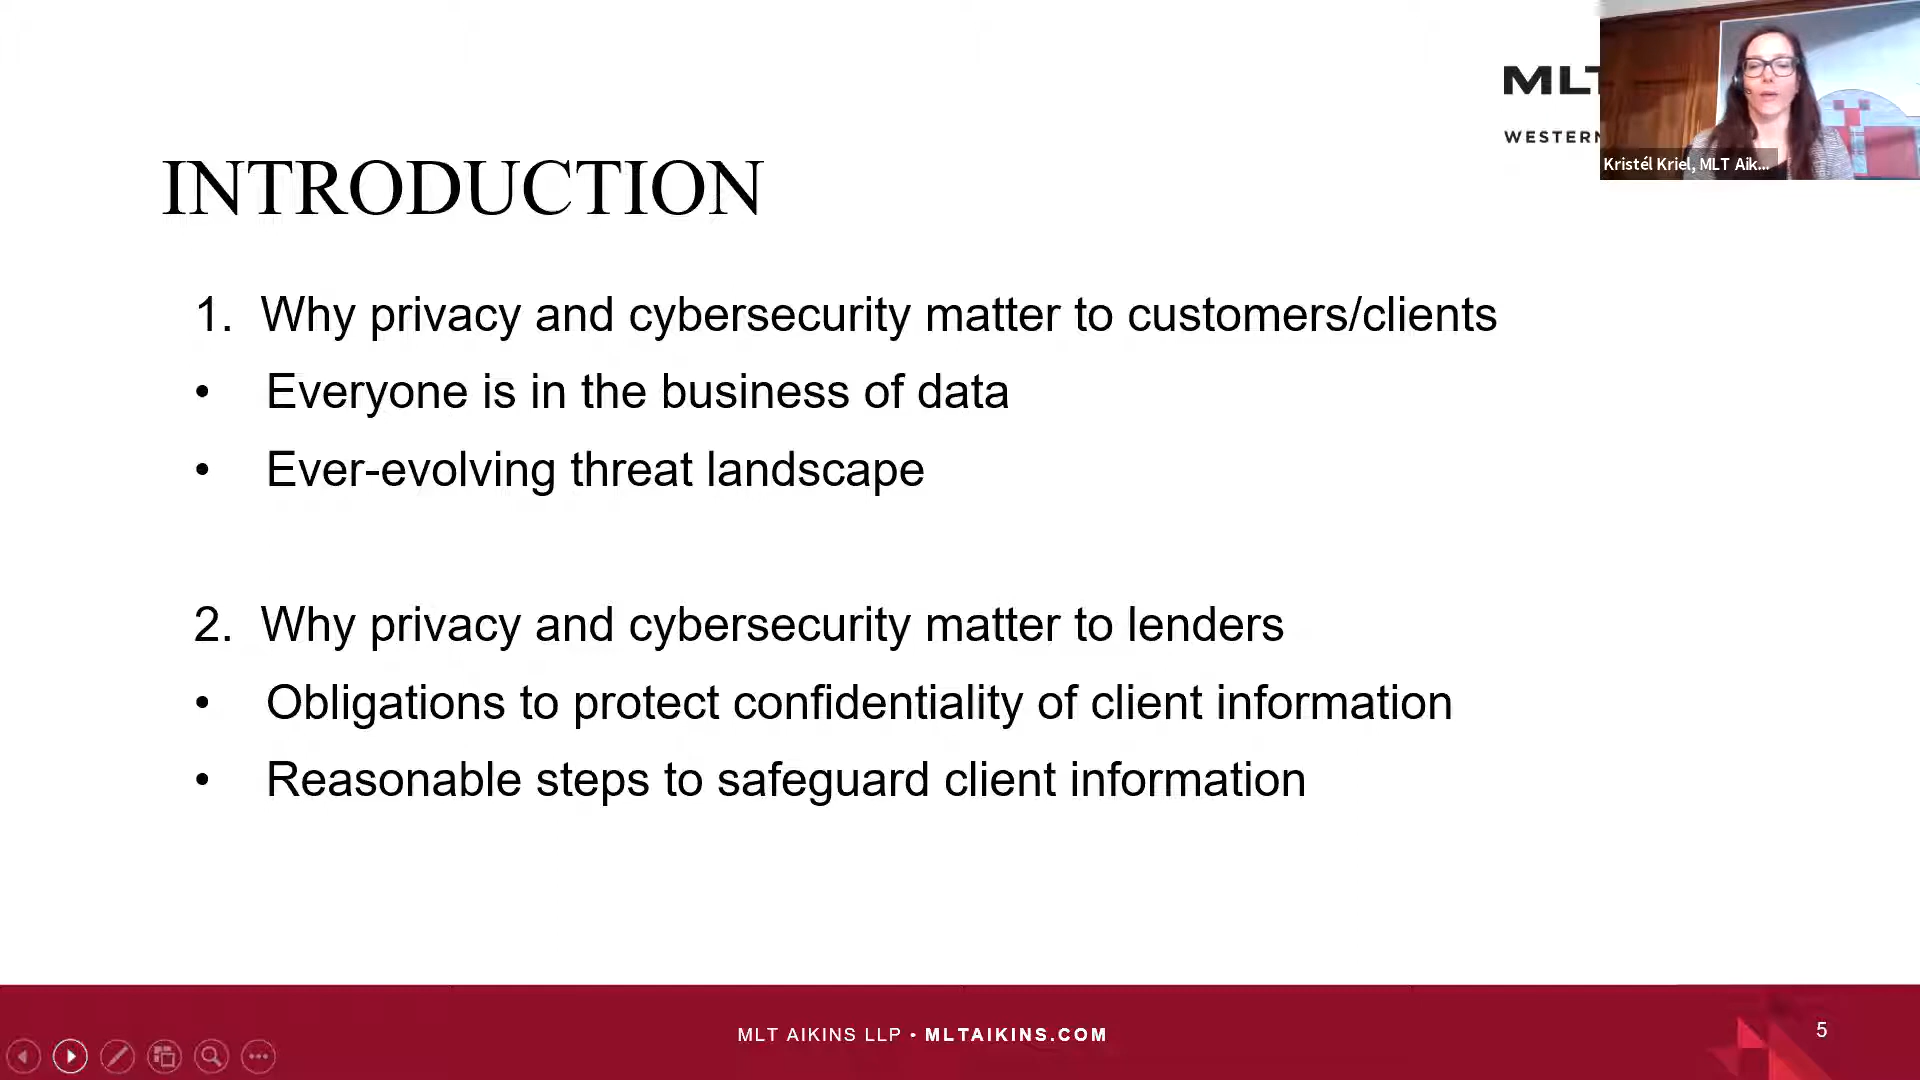 MLT
WESTERN
Kristél Kriel, MLT Aik...
INTRODUCTION
1. Why privacy and cybersecurity matter to customers/clients
• Everyone is in the business of data
• Ever-evolving threat landscape
2. Why privacy and cybersecurity matter to lenders
• Obligations to protect confidentiality of client information
• Reasonable steps to safeguard client information
MLT AIKINS LLP • MLTAIKINS.COM
5